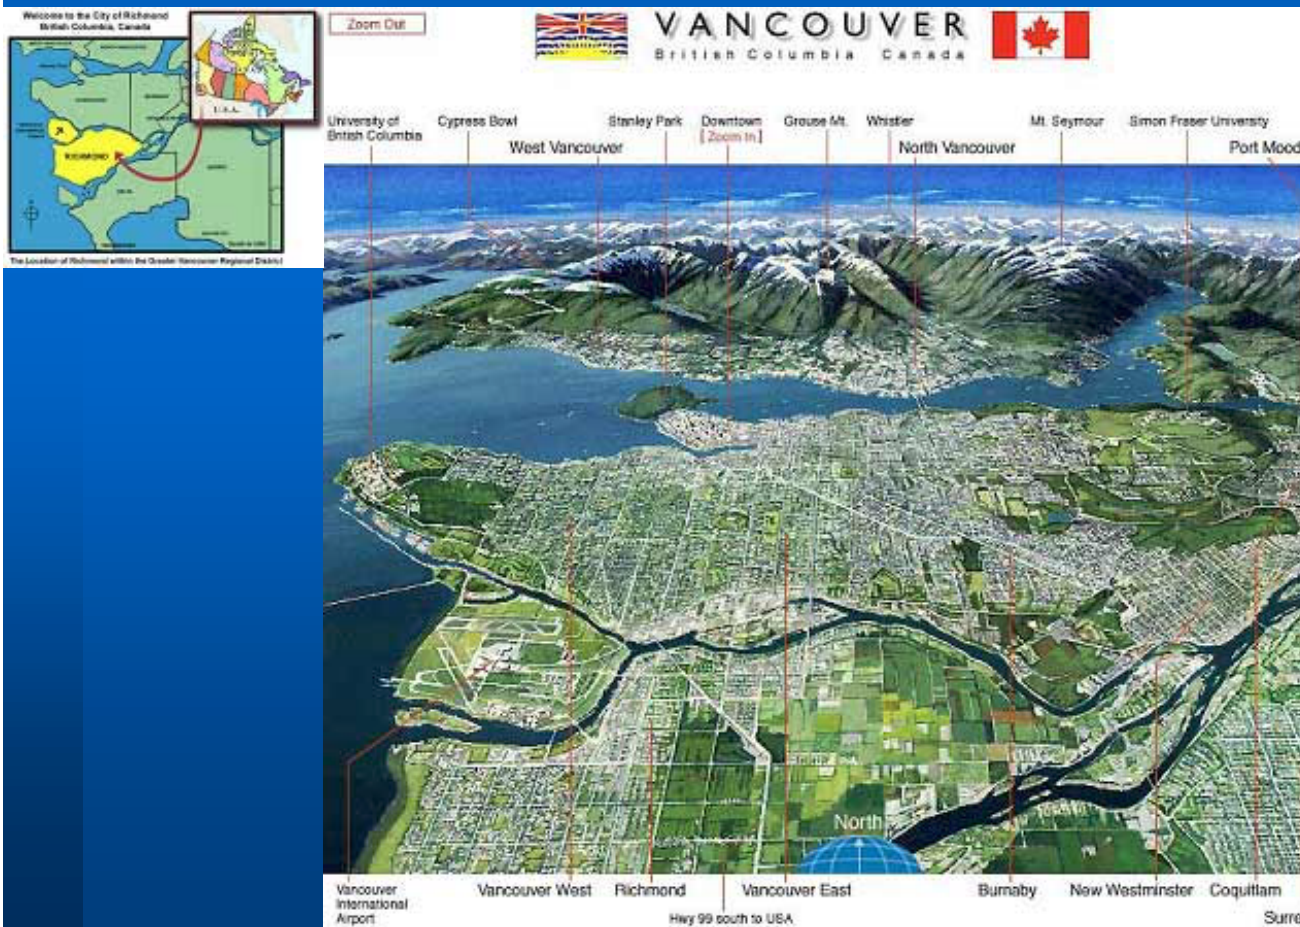 Welcome to the City of Richmond
British Columbia, Canada
U.S.A.
RICHMOND
DELTA
The Location of Richmond within the Greater Vancouver Regional District
Zoom Out
VANCOUVER
British Columbia Canada
University of
British Columbia
Cypress Bowl
Stanley Park
Downtown
[Zoom In]
Grouse Mt.
Whistler
Mt. Seymour
Simon Fraser University
West Vancouver
North Vancouver
Port Mood
North
Vancouver
International
Airport
Vancouver West
Richmond
Vancouver East
Burnaby
New Westminster
Coquitlam
Hwy 99 south to USA
Surre